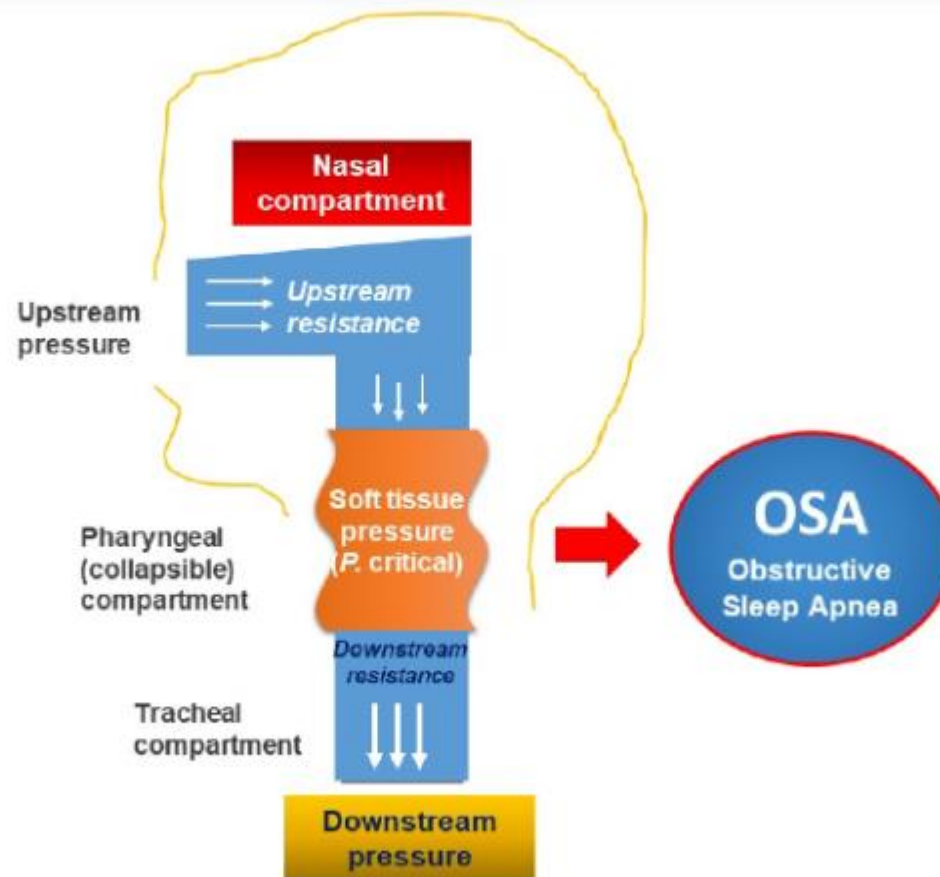 Nasal
compartment
Upstream
resistance
Upstream
pressure
Soft tissue
pressure
(P. critical)
Pharyngeal
(collapsible)
compartment
OSA
Obstructive
Sleep Apnea
Downstream
resistance
Tracheal
compartment
Downstream
pressure